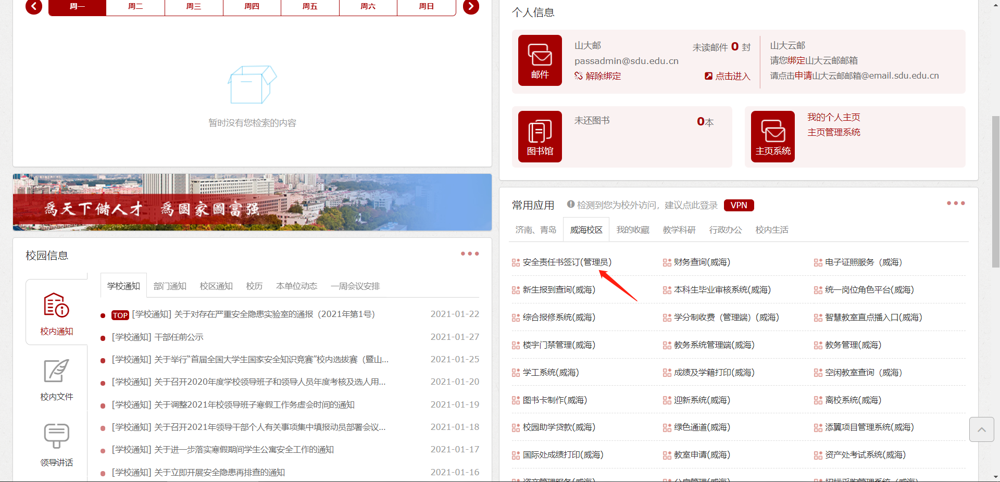 周一 周二 周三 周四 周五 周六 周日
暂时没有您检索的内容
為天下儲人才 為國家圖富强
校园信息
校内通知
校内文件
领导讲话
学校通知 部门通知 校区通知 校历 本单位动态 一周会议安排
TOP [学校通知] 关于对存在严重安全隐患实验室的通报（2021年第1号） 2021-01-22
[学校通知] 干部任前公示 2021-01-27
[学校通知] 关于举行“首届全国大学生国家安全知识竞赛”校内选拔赛（暨山... 2021-01-25
[学校通知] 关于召开2020年度学校领导班子和领导人员年度考核及选人用... 2021-01-20
[学校通知] 关于调整2021年校领导班子寒假工作务虚会时间的通知 2021-01-19
[学校通知] 关于召开2021年领导干部个人有关事项集中填报动员部署会议... 2021-01-18
[学校通知] 关于进一步落实寒假期间学生公寓安全工作的通知 2021-01-17
[学校通知] 关于立即开展安全隐患再排查的通知 2021-01-16
个人信息
邮件
山大邮 未读邮件 0 封
passadmin@sdu.edu.cn
解除绑定 点击进入
山大云邮
请您绑定山大云邮邮箱
请点击申请山大云邮邮箱@email.sdu.edu.cn
图书馆
未还图书 0本
主页系统
我的个人主页
主页管理系统
常用应用 检测到您为校外访问，建议点此登录 VPN
济南、青岛 威海校区 我的收藏 教学科研 行政办公 校内生活
安全责任书签订(管理员) 财务查询(威海) 电子证照服务（威海）
新生报到查询(威海) 本科生毕业审核系统(威海) 统一岗位角色平台(威海)
综合报修系统(威海) 学分制收费（管理端）(威海) 智慧教室直点播入口(威海)
楼宇门禁管理(威海) 教务系统管理端(威海) 教务管理(威海)
学工系统(威海) 成绩及学籍打印(威海) 空闲教室查询（威海）
图书卡制作(威海) 迎新系统(威海) 离校系统(威海)
校园助学贷款(威海) 绿色通道(威海) 添翼项目管理系统(威海)
国际处成绩打印(威海) 教室申请(威海) 资产处考试系统(威海)
资产管理服务(威海) 公房管理(威海) 招标采购管理系统（威海）